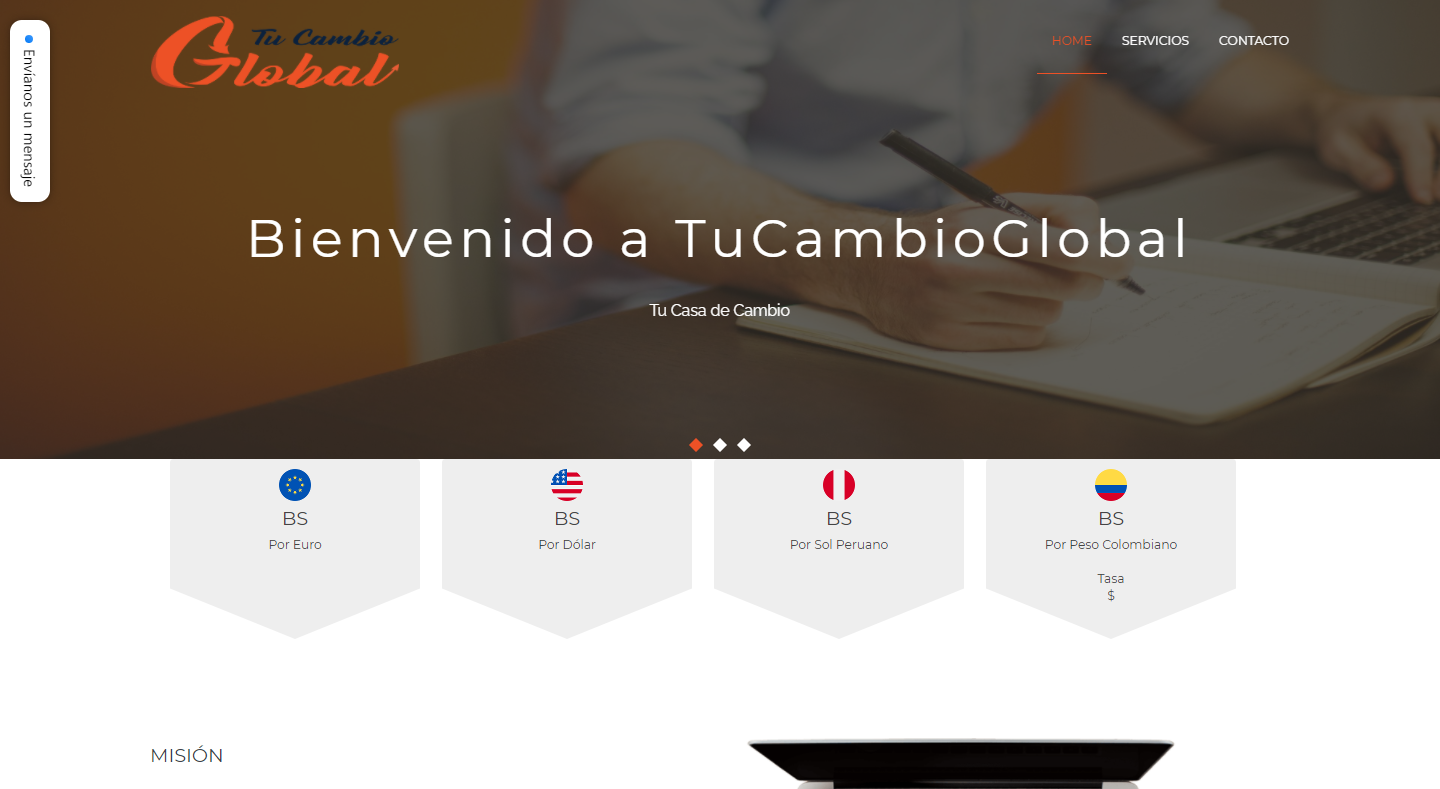 Envíanos un mensaje
Tu Cambio
Global
HOME
SERVICIOS
CONTACTO
Bienvenido a TuCambioGlobal
Tu Casa de Cambio
BS
Por Euro
BS
Por Dólar
BS
Por Sol Peruano
BS
Por Peso Colombiano
Tasa
$
MISIÓN